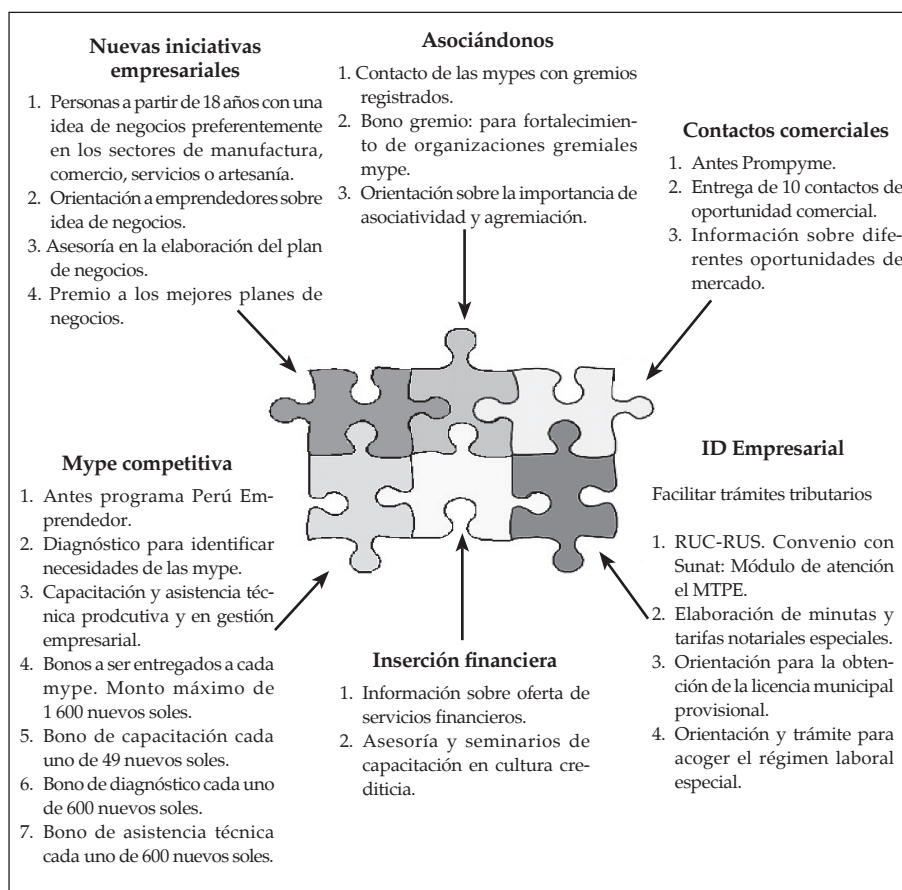 Nuevas iniciativas
empresariales
1. Personas a partir de 18 años con una
idea de negocios preferentemente
en los sectores de manufactura,
comercio, servicios o artesanía.
2. Orientación a emprendedores sobre
idea de negocios.
3. Asesoría en la elaboración del plan
de negocios.
4. Premio a los mejores planes de
negocios.
Asociándonos
1. Contacto de las mypes con gremios
registrados.
2. Bono gremio: para fortalecimien-
to de organizaciones gremiales
mype.
3. Orientación sobre la importancia de
asociatividad y agremiación.
Contactos comerciales
1. Antes Prompyme.
2. Entrega de 10 contactos de
oportunidad comercial.
3. Información sobre dife-
rentes oportunidades de
mercado.
Mype competitiva
1. Antes programa Perú Em-
prendedor.
2. Diagnóstico para identificar
necesidades de las mype.
3. Capacitación y asistencia téc-
nica prodcutiva y en gestión
empresarial.
4. Bonos a ser entregados a cada
mype. Monto máximo de
1 600 nuevos soles.
5. Bono de capacitación cada
uno de 49 nuevos soles.
6. Bono de diagnóstico cada uno
de 600 nuevos soles.
7. Bono de asistencia técnica
cada uno de 600 nuevos soles.
Inserción financiera
1. Información sobre oferta de
servicios financieros.
2. Asesoría y seminarios de
capacitación en cultura cre-
diticia.
ID Empresarial
Facilitar trámites tributarios
1. RUC-RUS. Convenio con
Sunat: Módulo de atención
el MTPE.
2. Elaboración de minutas y
tarifas notariales especiales.
3. Orientación para la obten-
ción de la licencia municipal
provisional.
4. Orientación y trámite para
acoger el régimen laboral
especial.